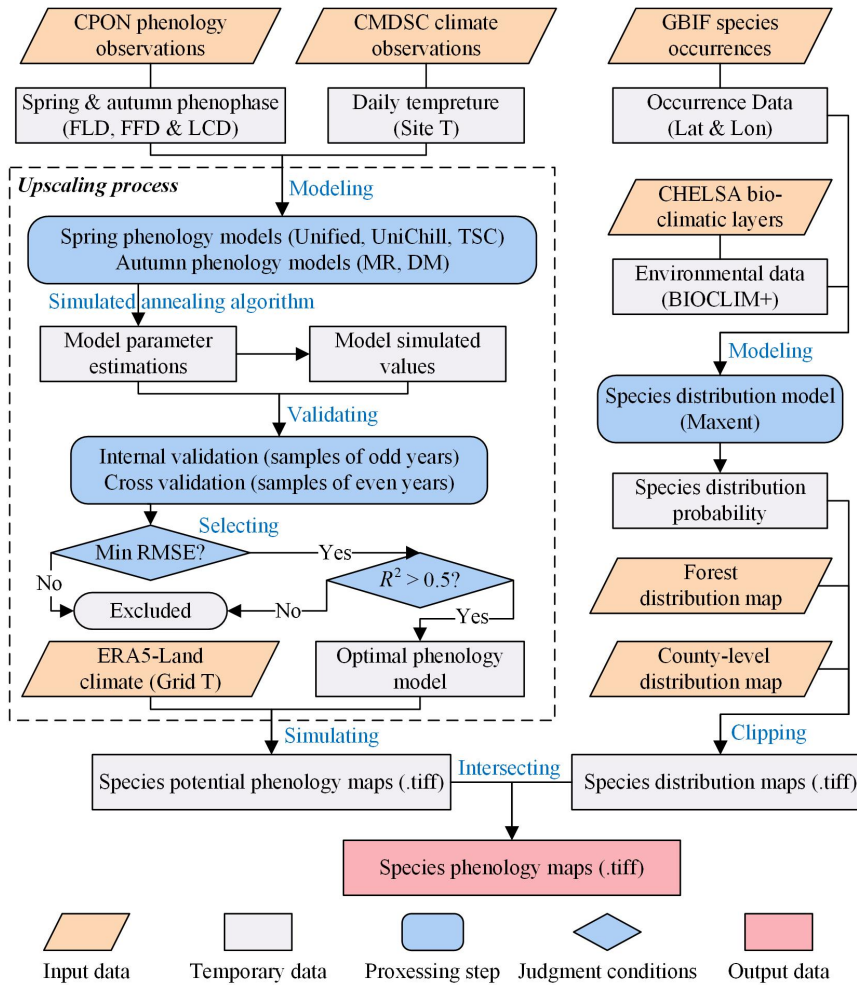 CPON phenology
observations
CMDSC climate
observations
GBIF species
occurrences
Spring & autumn phenophase
(FLD, FFD & LCD)
Daily tempreture
(Site T)
Occurrence Data
(Lat & Lon)
Upscaling process
Modeling
Spring phenology models (Unified, UniChill, TSC)
Autumn phenology models (MR, DM)
Simulated annealing algorithm
Model parameter
estimations
Model simulated
values
Validating
Internal validation (samples of odd years)
Cross validation (samples of even years)
Selecting
Min RMSE?
Yes
No
R² > 0.5?
Excluded
No
Yes
ERA5-Land
climate (Grid T)
Optimal phenology
model
CHELSA bio-
climatic layers
Environmental data
(BIOCLIM+)
Modeling
Species distribution model
(Maxent)
Species distribution
probability
Forest
distribution map
County-level
distribution map
Simulating
Clipping
Species potential phenology maps (.tiff)
Intersecting
Species distribution maps (.tiff)
Species phenology maps (.tiff)
Input data
Temporary data
Proxessing step
Judgment conditions
Output data